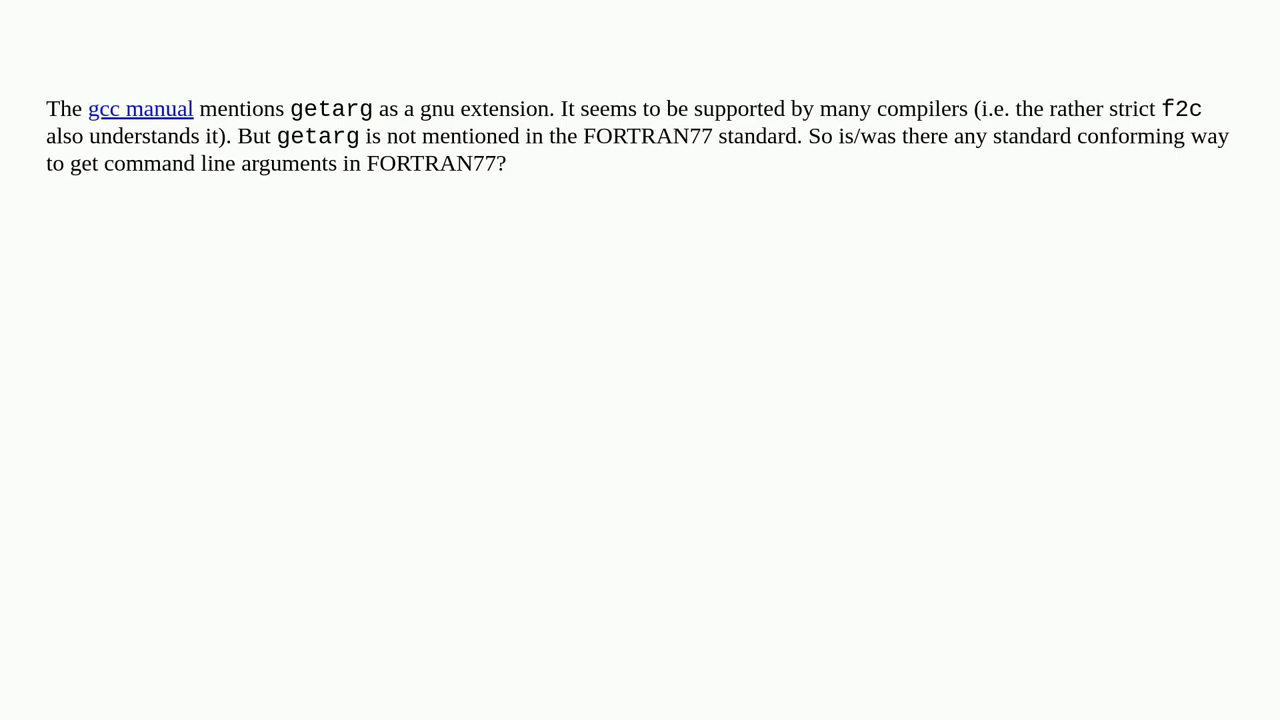 The gcc manual mentions getarg as a gnu extension. It seems to be supported by many compilers (i.e. the rather strict f2c
also understands it). But getarg is not mentioned in the FORTRAN77 standard. So is/was there any standard conforming way
to get command line arguments in FORTRAN77?